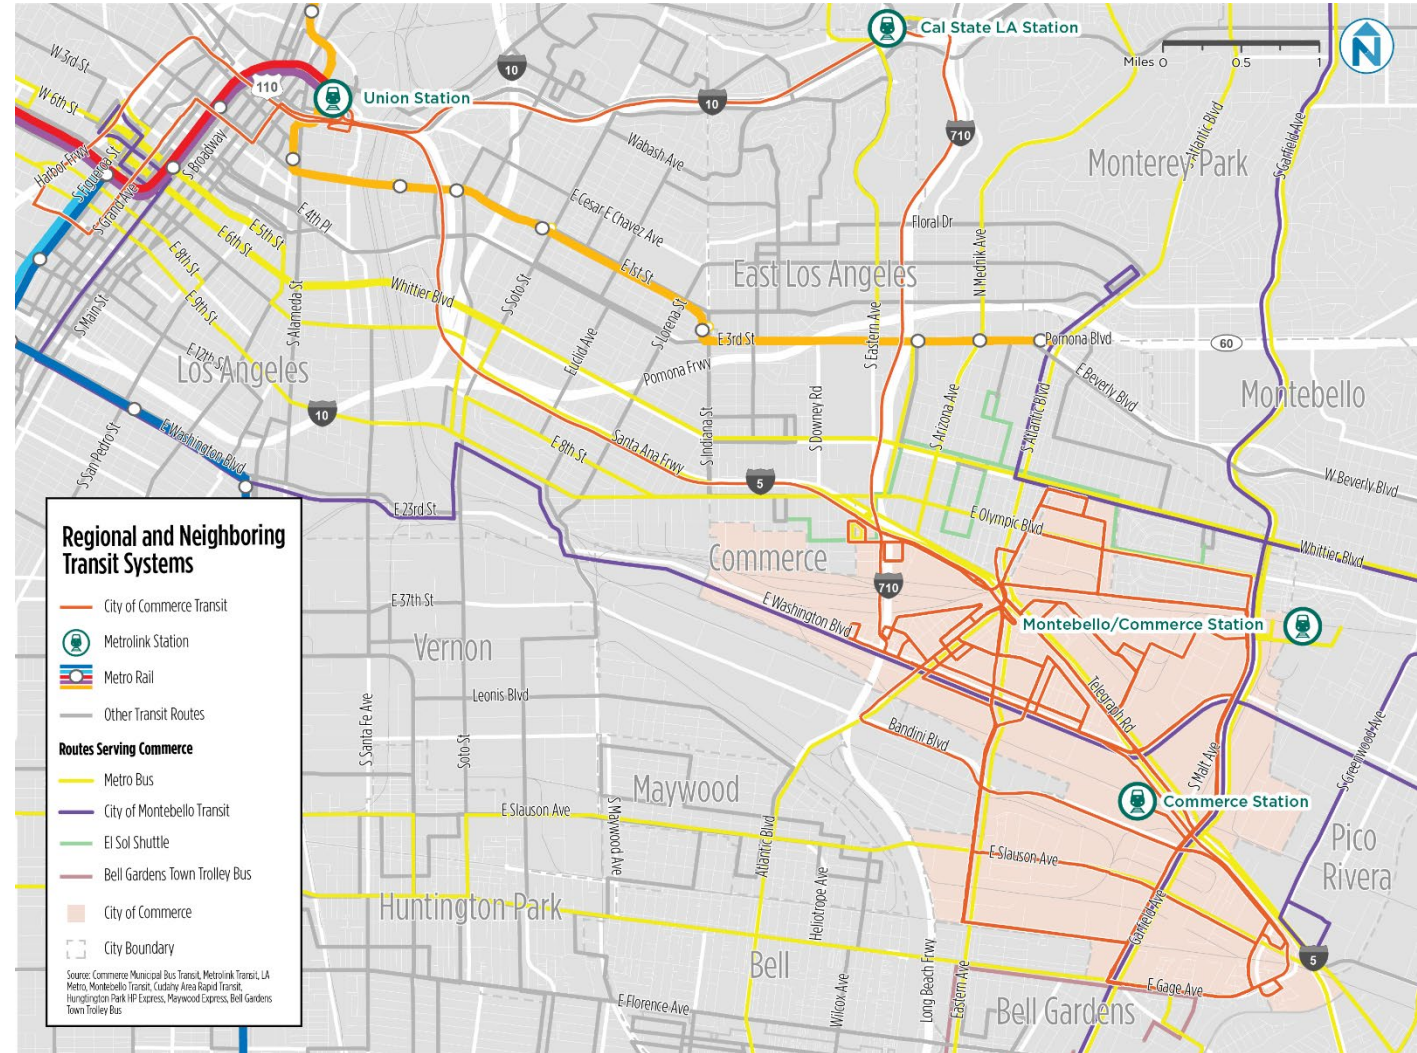 Cal State LA Station
Miles 0 0.5 1
N
W 3rd St
10
110
Union Station
10
W 6th St
710
S Atlantic Blvd
S Garfield Ave
Harbor Frwy
S Figueroa St
S Broadway
Wabash Ave
Monterey Park
S Grand Ave
E 4th Pl
E Cesar E Chavez Ave
Floral Dr
E 5th St
E 6th St
E 8th St
E 1st St
East Los Angeles
N Mednik Ave
E 9th St
Whittier Blvd
S Soto St
S Main St
S Alameda St
S Lorena St
E 3rd St
S Eastern Ave
Pomona Blvd
60
E 12th St
Los Angeles
Euclid Ave
Pomona Frwy
E Beverly Blvd
Montebello
10
S Indiana St
S Downey Rd
S Arizona Ave
S Atlantic Blvd
S San Pedro St
E Washington Blvd
E 8th St
Santa Ana Frwy
5
W Beverly Blvd
E 23rd St
E Olympic Blvd
Whittier Blvd
Commerce
710
E 37th St
E Washington Blvd
Montebello/Commerce Station
Vernon
Leonis Blvd
Telegraph Rd
S Santa Fe Ave
Soto St
Bandini Blvd
S Malt Ave
S Greenwood Ave
Maywood
Commerce Station
E Slauson Ave
S Maywood Ave
Atlantic Blvd
E Slauson Ave
Pico
Rivera
Huntington Park
Heliotrope Ave
Garfield Ave
Bell
Long Beach Frwy
Eastern Ave
5
E Gage Ave
E Florence Ave
Wilcox Ave
Bell Gardens
Regional and Neighboring
Transit Systems
City of Commerce Transit
Metrolink Station
Metro Rail
Other Transit Routes
Routes Serving Commerce
Metro Bus
City of Montebello Transit
El Sol Shuttle
Bell Gardens Town Trolley Bus
City of Commerce
City Boundary
Source: Commerce Municipal Bus Transit, Metrolink Transit, LA
Metro, Montebello Transit, Cudahy Area Rapid Transit,
Hungtington Park HP Express, Maywood Express, Bell Gardens
Town Trolley Bus